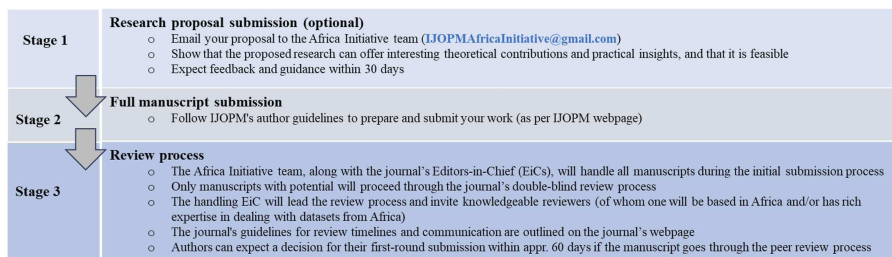 Stage 1
Research proposal submission (optional)
o Email your proposal to the Africa Initiative team (IJOPMAfricaInitiative@gmail.com)
o Show that the proposed research can offer interesting theoretical contributions and practical insights, and that it is feasible
o Expect feedback and guidance within 30 days
Stage 2
Full manuscript submission
o Follow IJOPM's author guidelines to prepare and submit your work (as per IJOPM webpage)
Stage 3
Review process
o The Africa Initiative team, along with the journal's Editors-in-Chief (EiCs), will handle all manuscripts during the initial submission process
o Only manuscripts with potential will proceed through the journal's double-blind review process
o The handling EiC will lead the review process and invite knowledgeable reviewers (of whom one will be based in Africa and/or has rich
expertise in dealing with datasets from Africa)
o The journal's guidelines for review timelines and communication are outlined on the journal's webpage
o Authors can expect a decision for their first-round submission within appr. 60 days if the manuscript goes through the peer review process